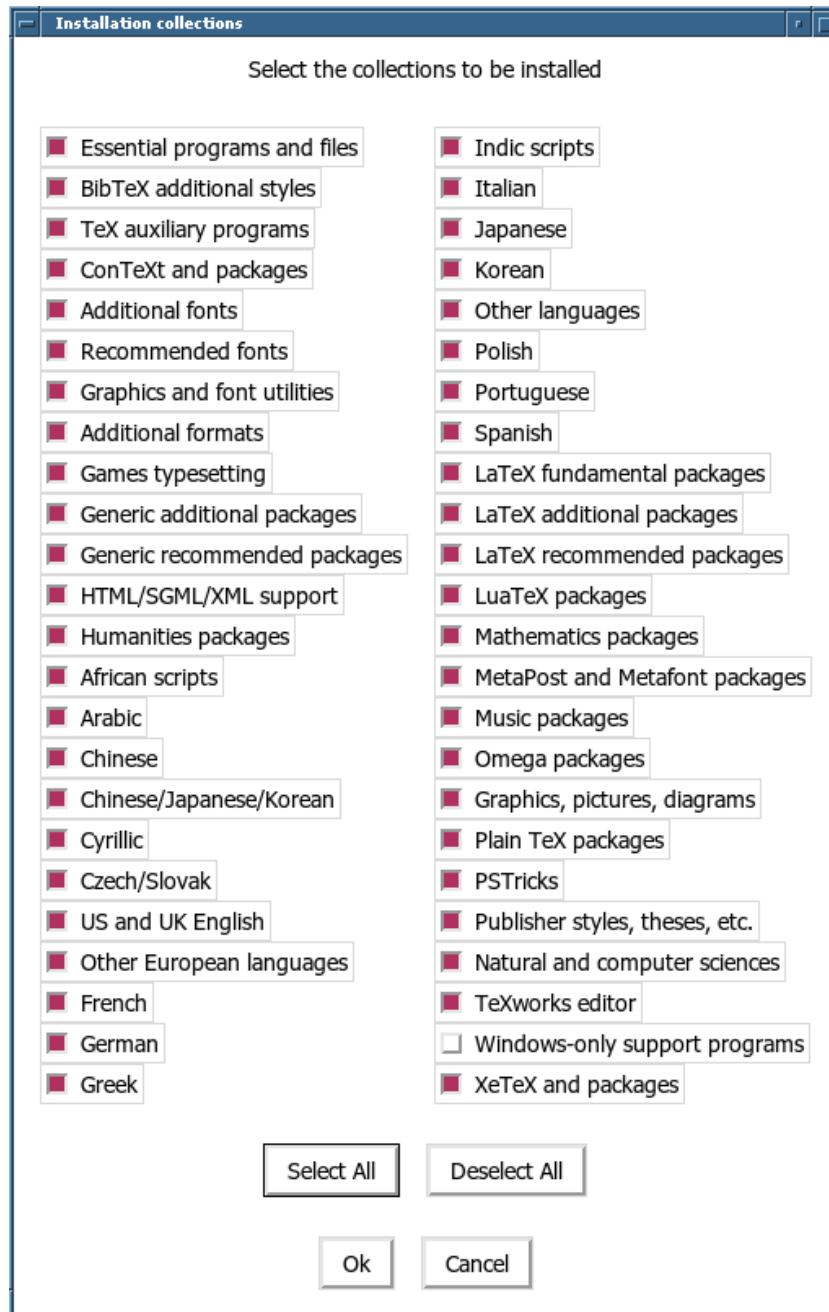 Installation collections
Select the collections to be installed
Essential programs and files
BibTeX additional styles
TeX auxiliary programs
ConTeXt and packages
Additional fonts
Recommended fonts
Graphics and font utilities
Additional formats
Games typesetting
Generic additional packages
Generic recommended packages
HTML/SGML/XML support
Humanities packages
African scripts
Arabic
Chinese
Chinese/Japanese/Korean
Cyrillic
Czech/Slovak
US and UK English
Other European languages
French
German
Greek
Indic scripts
Italian
Japanese
Korean
Other languages
Polish
Portuguese
Spanish
LaTeX fundamental packages
LaTeX additional packages
LaTeX recommended packages
LuaTeX packages
Mathematics packages
MetaPost and Metafont packages
Music packages
Omega packages
Graphics, pictures, diagrams
Plain TeX packages
PSTricks
Publisher styles, theses, etc.
Natural and computer sciences
TeXworks editor
Windows-only support programs
XeTeX and packages
Select All
Deselect All
Ok
Cancel